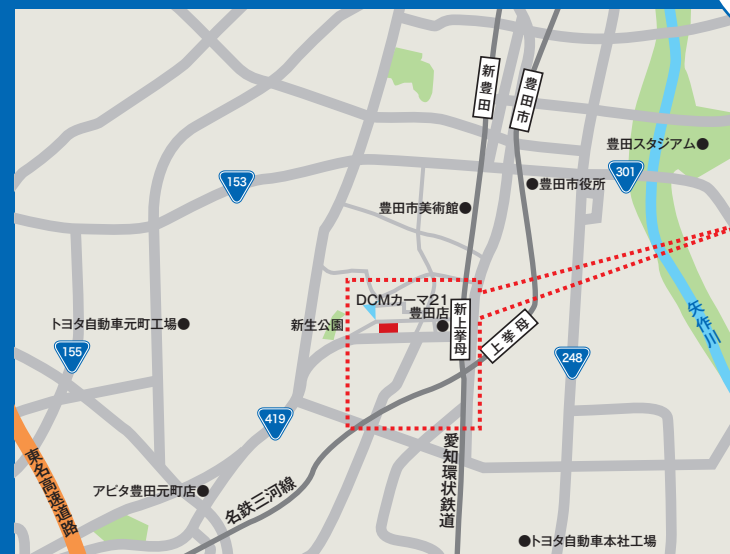 新豊田
豊田市
豊田スタジアム
301
153
豊田市役所
豊田市美術館
DCMカーマ21
豊田店
新上挙母
上挙母
新生公園
トヨタ自動車元町工場
155
248
矢作川
419
東名高速道路
アピタ豊田元町店
名鉄三河線
愛知環状鉄道
トヨタ自動車本社工場